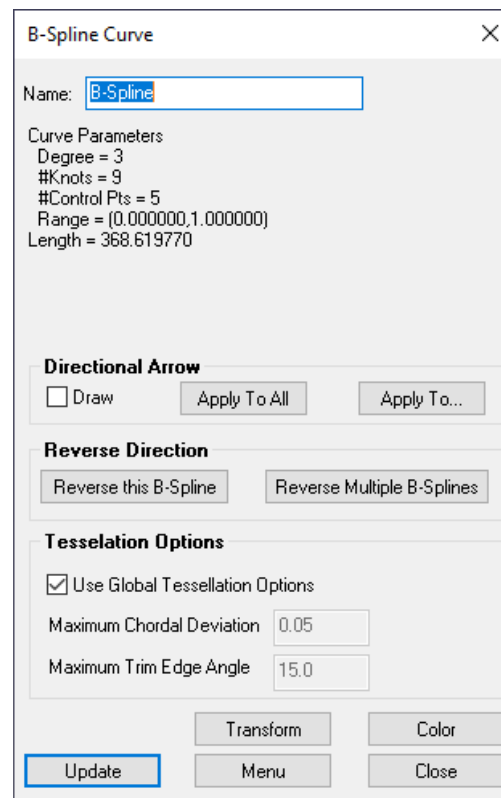 B-Spline Curve
Name: B-Spline
Curve Parameters
Degree = 3
#Knots = 9
#Control Pts = 5
Range = (0.000000,1.000000)
Length = 368.619770
Directional Arrow
Draw Apply To All Apply To...
Reverse Direction
Reverse this B-Spline Reverse Multiple B-Splines
Tesselation Options
Use Global Tessellation Options
Maximum Chordal Deviation 0.05
Maximum Trim Edge Angle 15.0
Transform Color
Update Menu Close